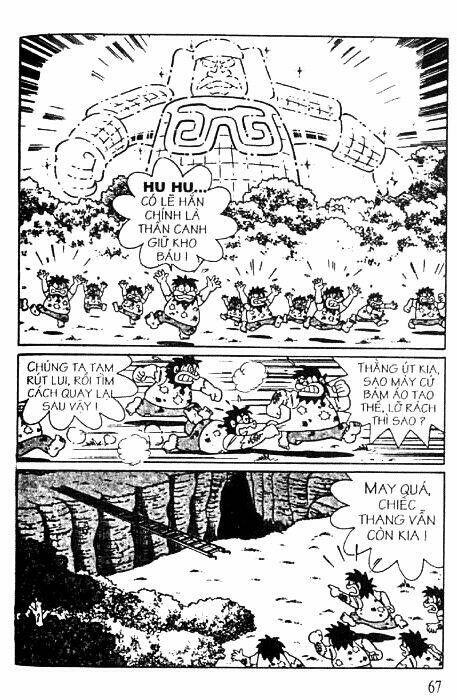 HU HU...
CÓ LẼ HẮN
CHÍNH LÀ
THẦN CANH
GIỮ KHO
BÁU !
CHÚNG TA TẠM
RÚT LUI, RỒI TÌM
CÁCH QUAY LẠI
SAU VẬY !
THẰNG ÚT KIA,
SAO MÀY CỨ
BÁM ÁO TAO
THẾ, LỠ RÁCH
THÌ SAO ?
MAY QUÁ,
CHIẾC
THANG VẪN
CÒN KIA !
67